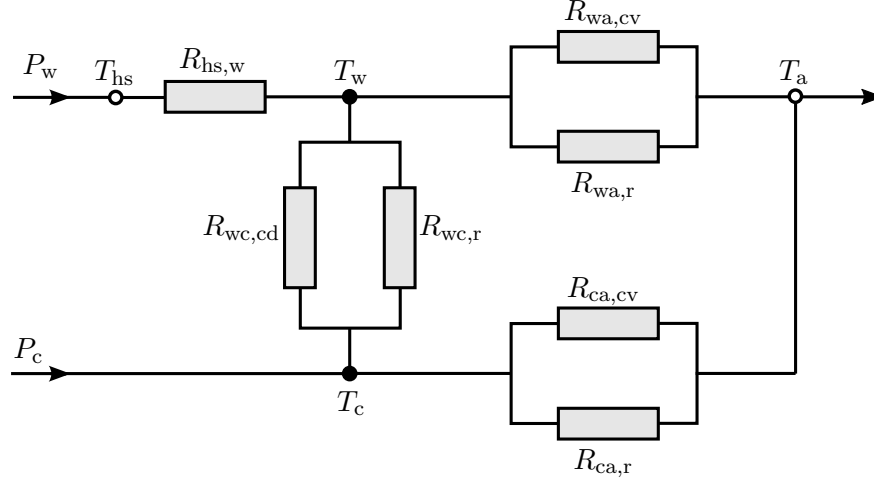 R_wa,cv
P_w
T_hs
R_hs,w
T_w
T_a
R_wa,r
R_wc,cd
R_wc,r
R_ca,cv
P_c
T_c
R_ca,r